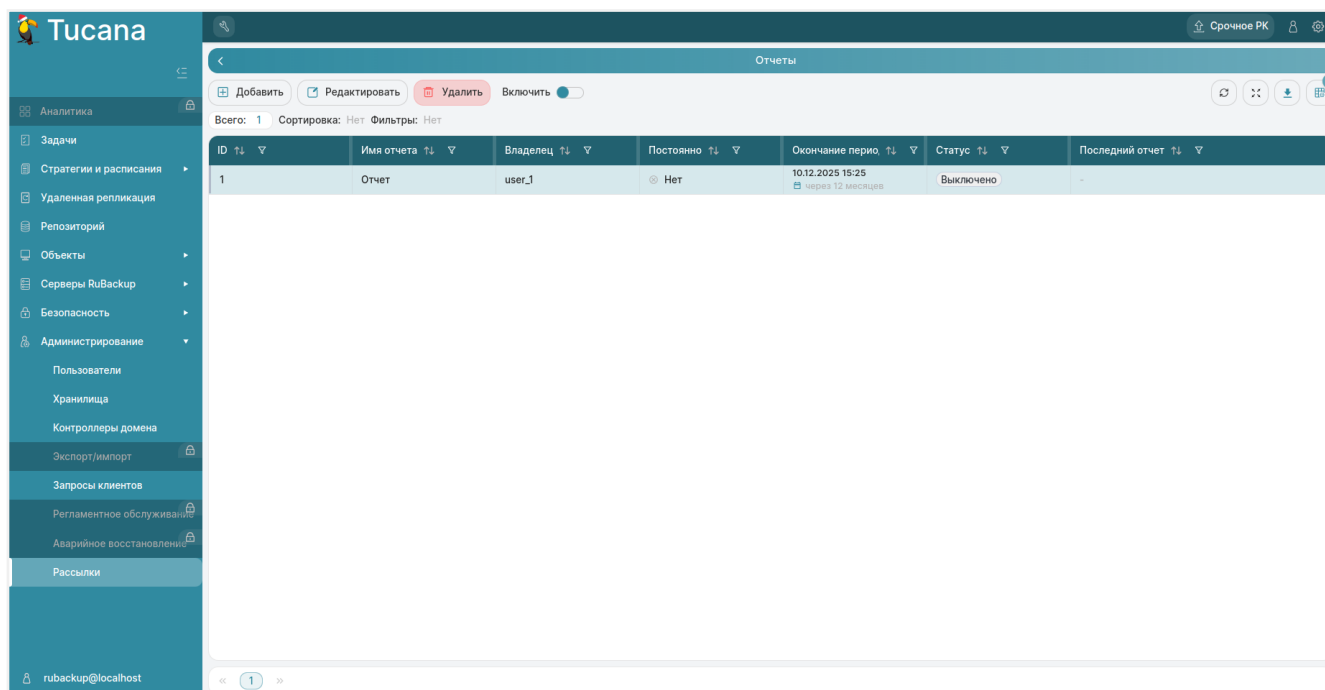 Tucana
Срочное РК
Отчеты
Добавить Редактировать Удалить Включить
Всего: 1 Сортировка: Нет Фильтры: Нет
ID Имя отчета Владелец Постоянно Окончание перио, Статус Последний отчет
1 Отчет user_1 Нет 10.12.2025 15:25 Выключено -
через 12 месяцев
Аналитика
Задачи
Стратегии и расписания
Удаленная репликация
Репозиторий
Объекты
Серверы RuBackup
Безопасность
Администрирование
Пользователи
Хранилища
Контроллеры домена
Экспорт/импорт
Запросы клиентов
Регламентное обслуживание
Аварийное восстановление
Рассылки
rubackup@localhost
« 1 »